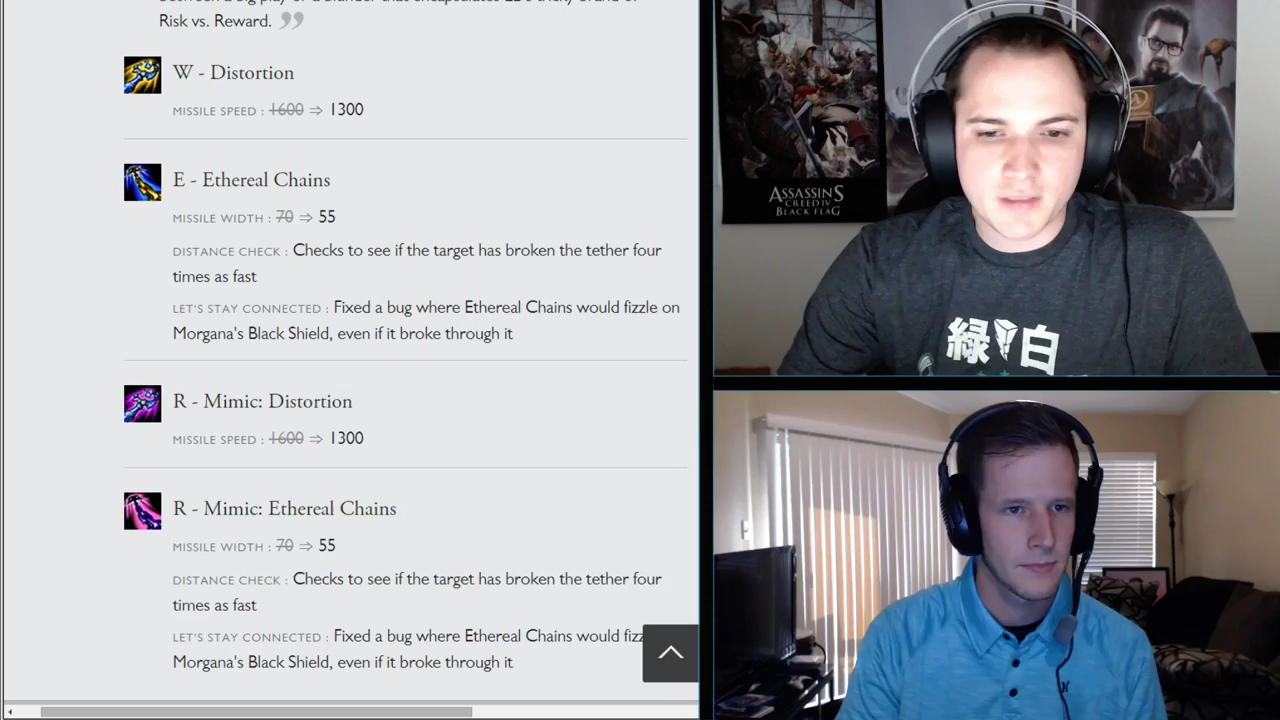 Risk vs. Reward.
W - Distortion
MISSILE SPEED : 1600 ⇒ 1300
E - Ethereal Chains
MISSILE WIDTH : 70 ⇒ 55
DISTANCE CHECK : Checks to see if the target has broken the tether four
times as fast
LET'S STAY CONNECTED : Fixed a bug where Ethereal Chains would fizzle on
Morgana's Black Shield, even if it broke through it
R - Mimic: Distortion
MISSILE SPEED : 1600 ⇒ 1300
R - Mimic: Ethereal Chains
MISSILE WIDTH : 70 ⇒ 55
DISTANCE CHECK : Checks to see if the target has broken the tether four
times as fast
LET'S STAY CONNECTED : Fixed a bug where Ethereal Chains would fizz
Morgana's Black Shield, even if it broke through it
ASSASSIN'S
CREED IV
BLACK FLAG
緑 白